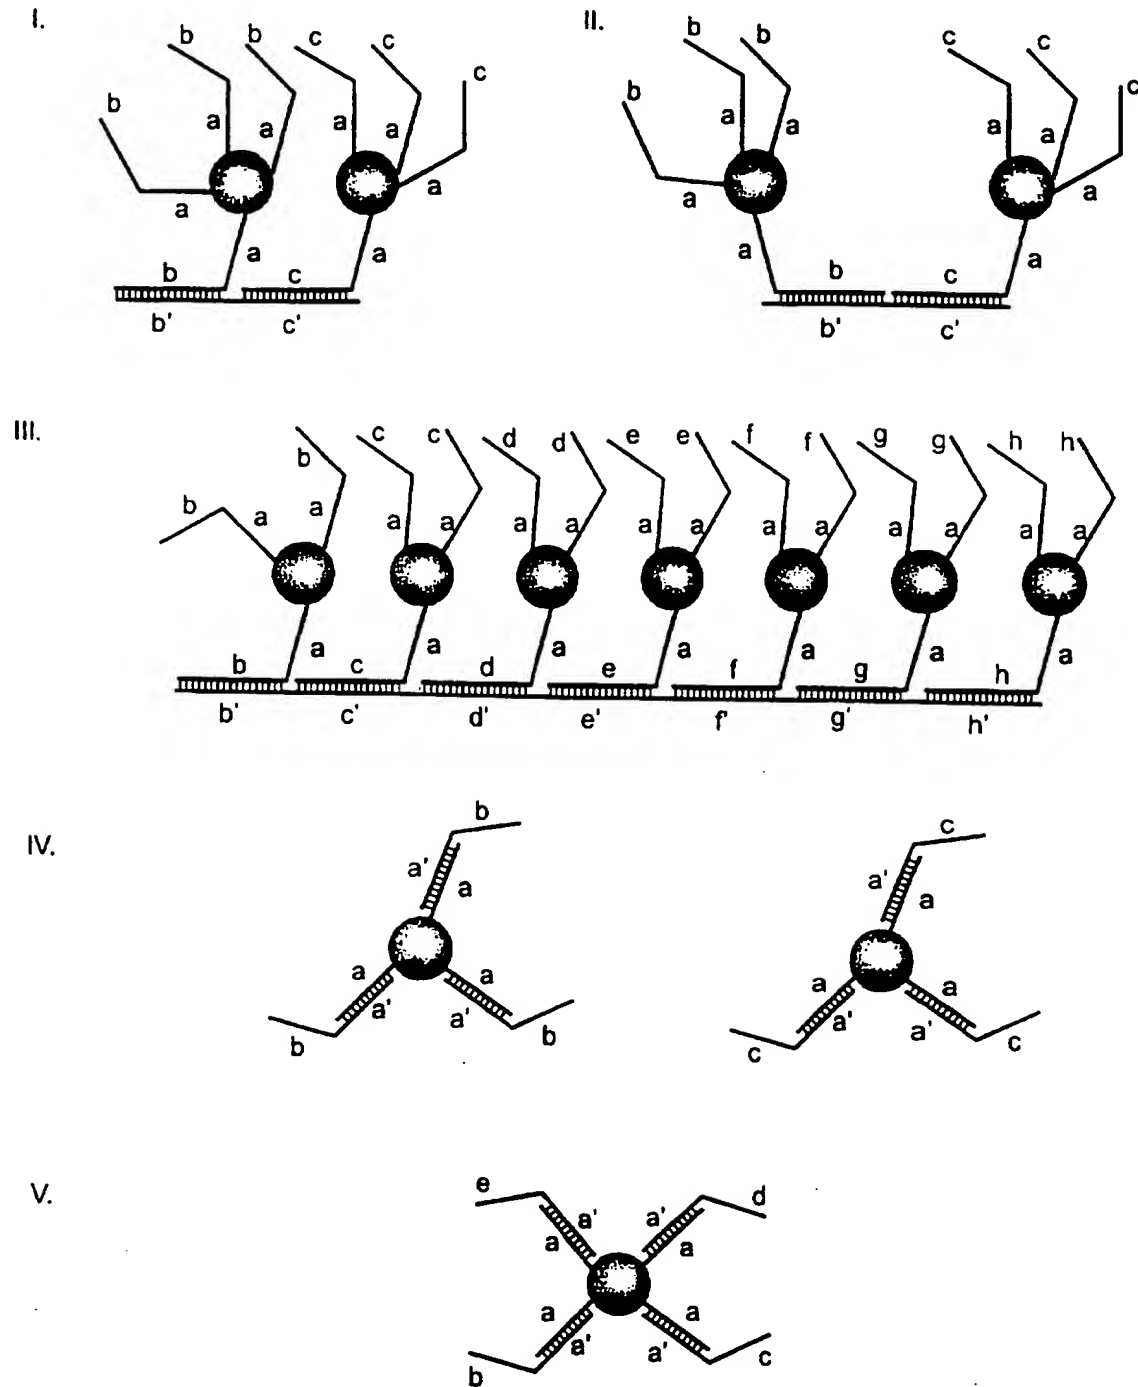 I. II.
b b c c c b b c c c
b b
a a a a a a a a
a a a a
a a a a
b c b c
b' c' b' c'
III.
b b c c d d e e f f g g h h
a a a a a a a a a a a a a a
a a a a a a a
b c d e f g h
b' c' d' e' f' g' h'
IV.
b c
a' a a' a
a a a a
a' a' a' a'
b b c c
V.
e d
a' a'
a a
a a
a' a'
b c